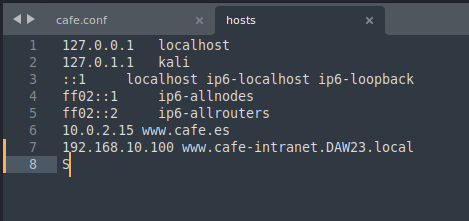 cafe.conf
hosts
1 127.0.0.1 localhost
2 127.0.1.1 kali
3 ::1 localhost ip6-localhost ip6-loopback
4 ff02::1 ip6-allnodes
5 ff02::2 ip6-allrouters
6 10.0.2.15 www.cafe.es
7 192.168.10.100 www.cafe-intranet.DAW23.local
8 S